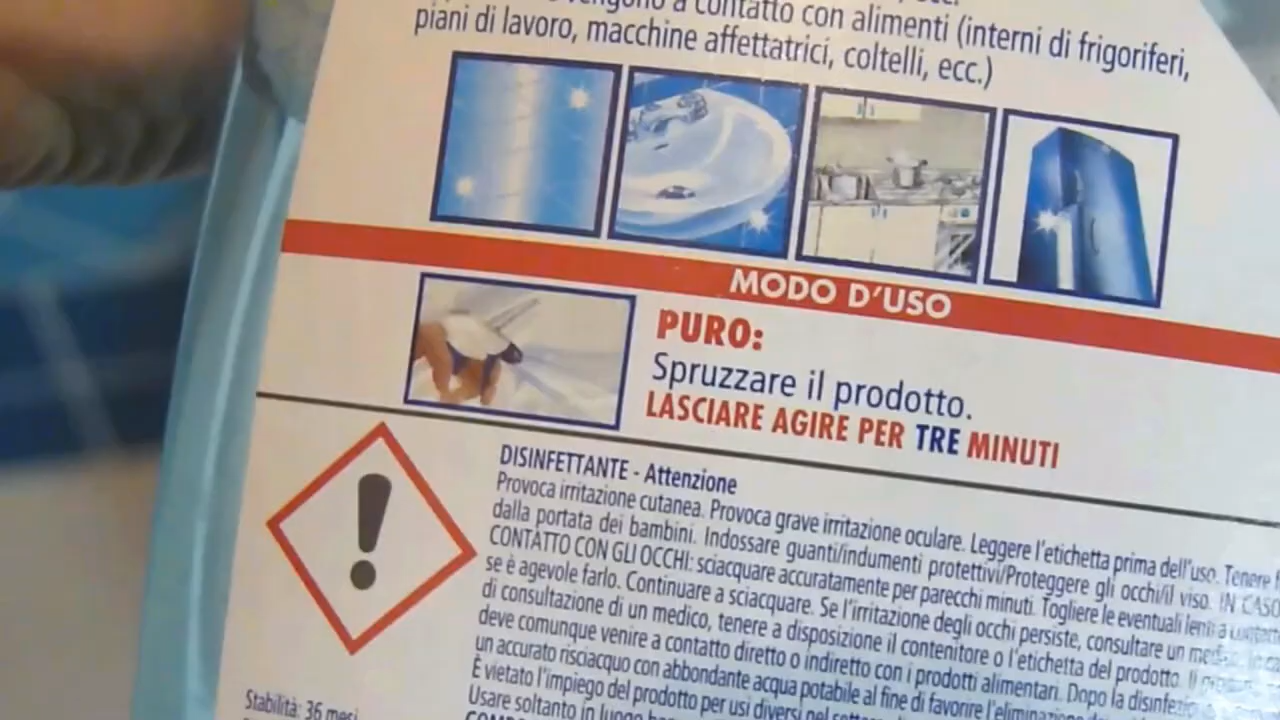 vengono a contatto con alimenti (interni di frigoriferi,
piani di lavoro, macchine affettatrici, coltelli, ecc.)
MODO D'USO
PURO:
Spruzzare il prodotto.
LASCIARE AGIRE PER TRE MINUTI
DISINFETTANTE - Attenzione
Provoca irritazione cutanea. Provoca grave irritazione oculare. Leggere l'etichetta prima dell'uso. Tenere
dalla portata dei bambini. Indossare guanti/indumenti protettivi/Proteggere gli occhi/il viso. IN CASO
CONTATTO CON GLI OCCHI: sciacquare accuratamente per parecchi minuti. Togliere le eventuali lenti a contatto
se è agevole farlo. Continuare a sciacquare. Se l'irritazione degli occhi persiste, consultare un
di consultazione di un medico, tenere a disposizione il contenitore o l'etichetta del prodotto. Il
deve comunque venire a contatto diretto o indiretto con i prodotti alimentari. Dopo la
un accurato risciacquo con abbondante acqua potabile al fine di favorire l'eliminazione
È vietato l'impiego del prodotto per usi diversi
Usare soltanto in luogo
Stabilità: 36 mesi